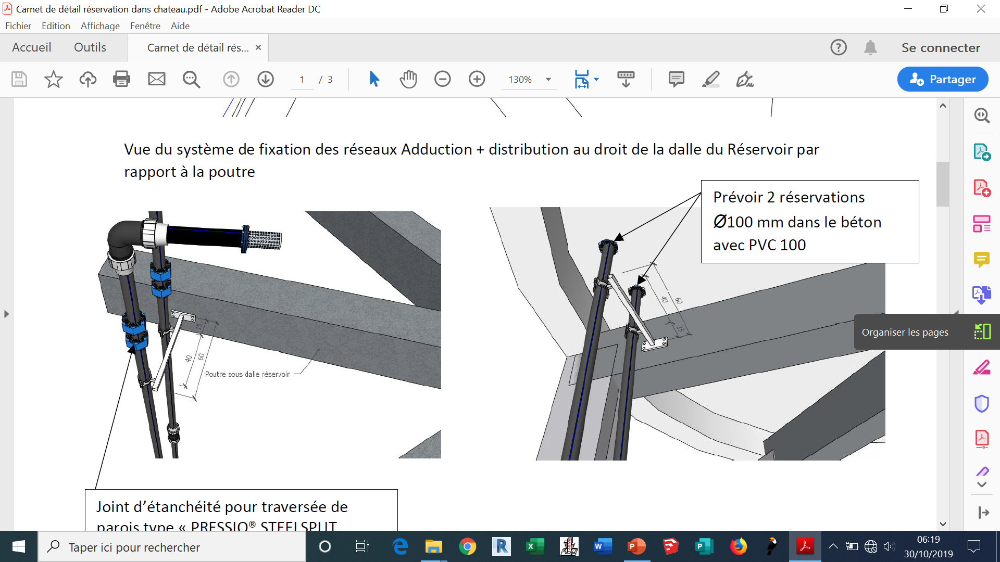 Carnet de détail réservation dans chateau.pdf - Adobe Acrobat Reader DC
Fichier Edition Affichage Fenêtre Aide
Accueil Outils Carnet de détail rés... × Se connecter
1 / 3 130% Partager
Vue du système de fixation des réseaux Adduction + distribution au droit de la dalle du Réservoir par
rapport à la poutre
Prévoir 2 réservations
Ø100 mm dans le béton
avec PVC 100
60
40
15
15
40
60
Poutre sous dalle réservoir
Organiser les pages
Joint d’étanchéité pour traversée de
parois type « PRESSIO® STEELSPLIT
Taper ici pour rechercher
06:19
30/10/2019